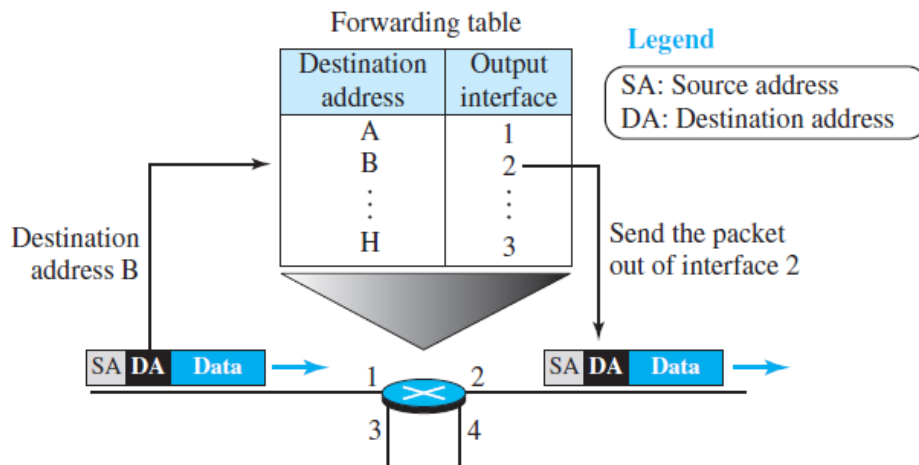 Forwarding table
Legend
Destination address
Output interface
SA: Source address
DA: Destination address
A 1
B 2
H 3
Destination
address B
Send the packet
out of interface 2
SA DA Data
SA DA Data
1 2
3 4